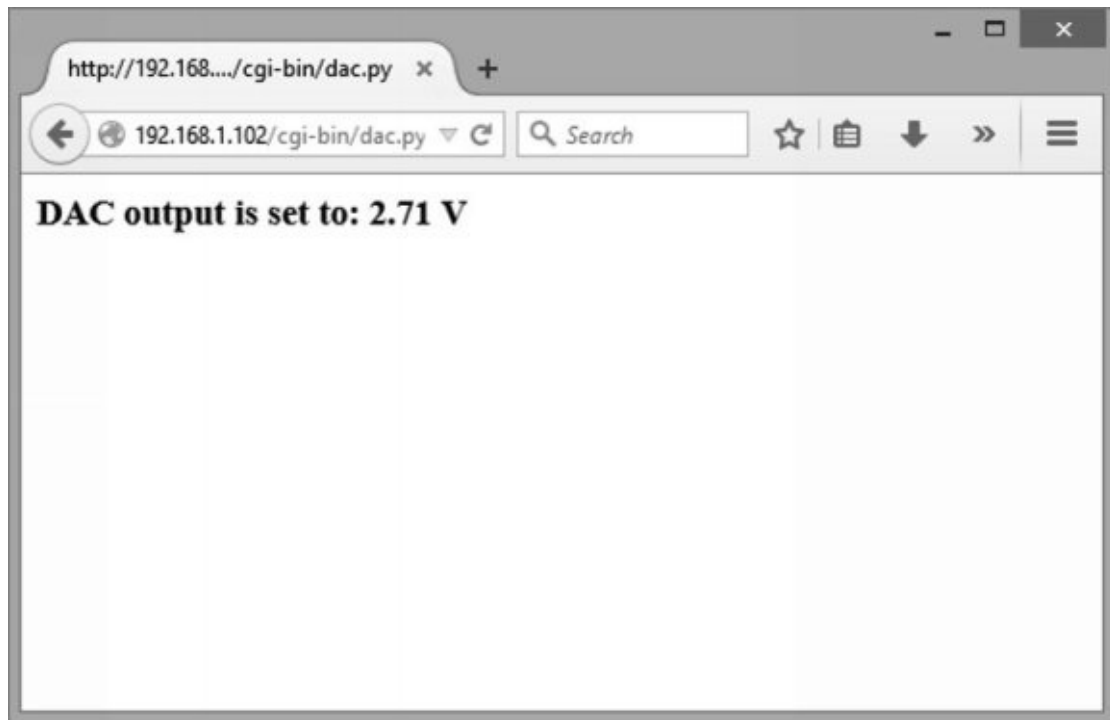 http://192.168..../cgi-bin/dac.py
192.168.1.102/cgi-bin/dac.py
Search
DAC output is set to: 2.71 V